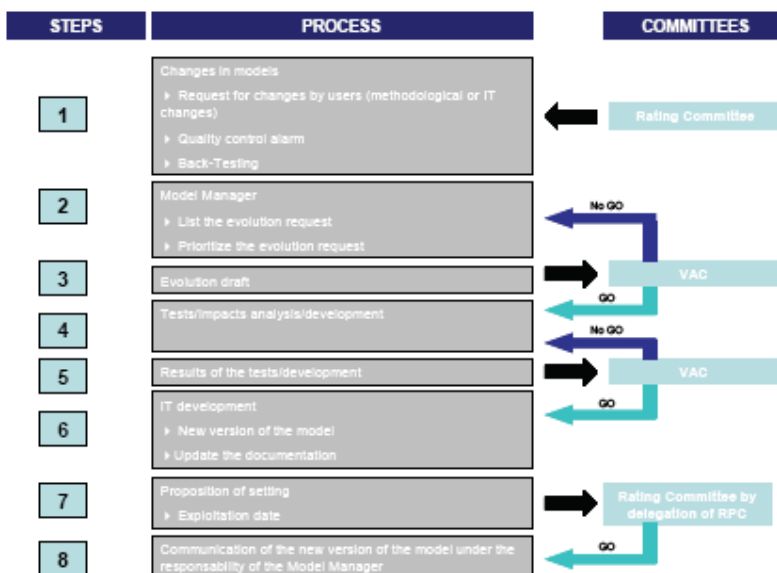 STEPS PROCESS COMMITTEES
Changes in models
▸ Request for changes by users (methodological or IT
changes)
▸ Quality control alarm
▸ Back-Testing
1
Rating Committee
2
Model Manager
▸ List the evolution request
▸ Prioritize the evolution request
No GO
3
Evolution draft
VAC
GO
4
Tests/impacts analysis/development
No GO
5
Results of the tests/development
VAC
GO
6
IT development
▸ New version of the model
▸ Update the documentation
7
Proposition of setting
▸ Exploitation date
Rating Committee by
delegation of RPC
8
Communication of the new version of the model under the
responsability of the Model Manager
GO